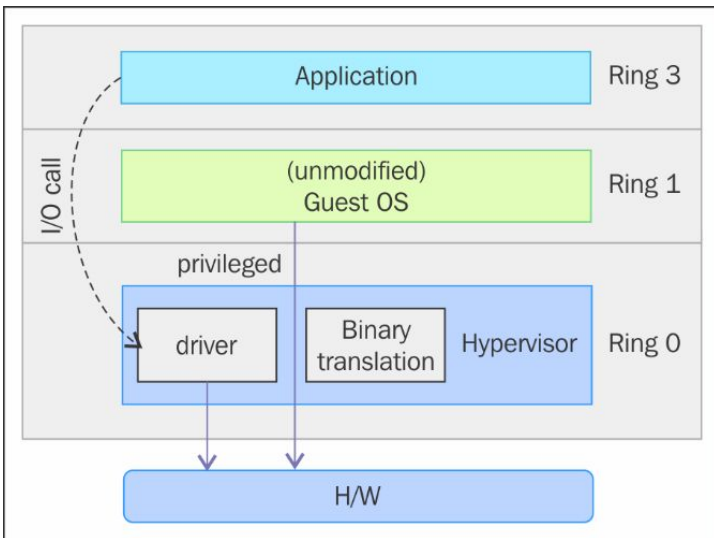 Application
Ring 3
I/O call
(unmodified)
Guest OS
Ring 1
privileged
driver
Binary
translation
Hypervisor
Ring 0
H/W